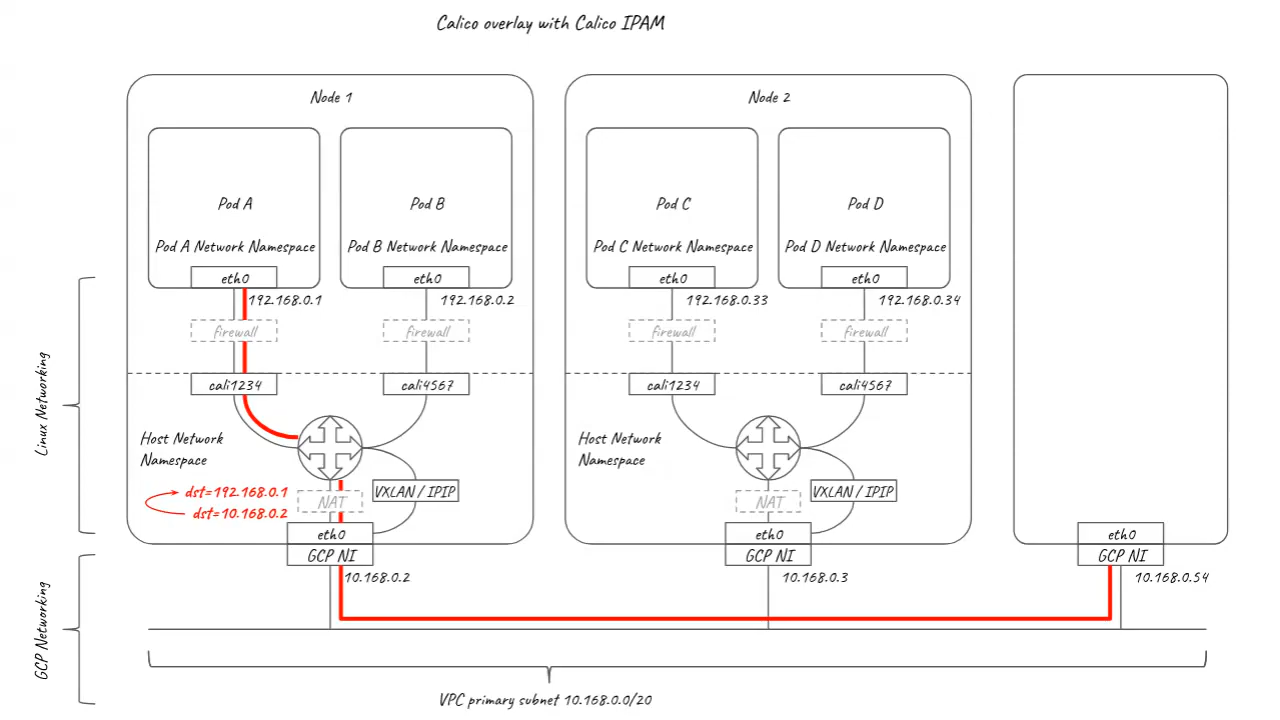 Calico overlay with Calico IPAM
Node 1
Node 2
Pod A
Pod B
Pod C
Pod D
Pod A Network Namespace
Pod B Network Namespace
Pod C Network Namespace
Pod D Network Namespace
eth0
eth0
eth0
eth0
192.168.0.1
192.168.0.2
192.168.0.33
192.168.0.34
firewall
firewall
firewall
firewall
cali1234
cali4567
cali1234
cali4567
Linux Networking
Host Network
Namespace
Host Network
Namespace
dst=192.168.0.1
dst=10.168.0.2
NAT
VXLAN / IPIP
NAT
VXLAN / IPIP
eth0
eth0
eth0
GCP NI
GCP NI
GCP NI
10.168.0.2
10.168.0.3
10.168.0.54
GCP Networking
VPC primary subnet 10.168.0.0/20